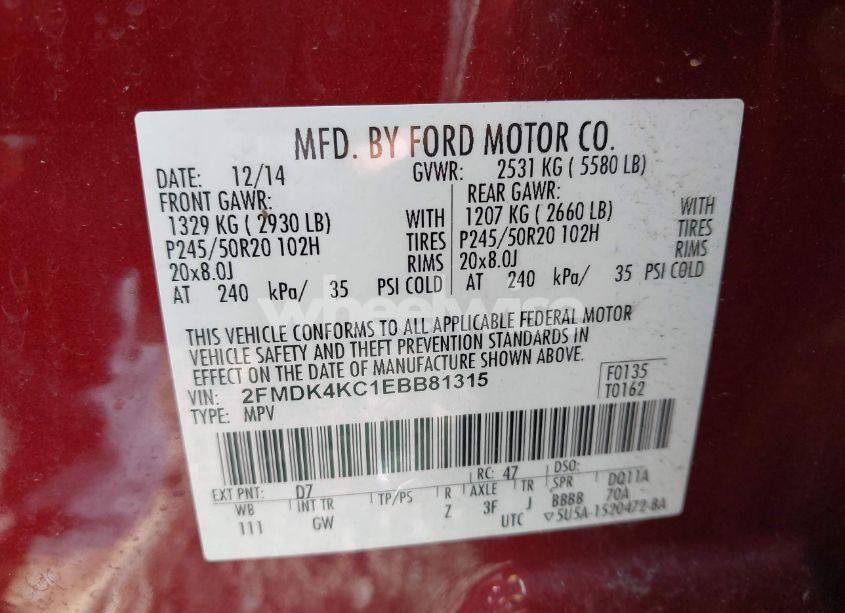 MFD. BY FORD MOTOR CO.
DATE: 12/14 GVWR: 2531 KG ( 5580 LB)
FRONT GAWR: REAR GAWR:
1329 KG ( 2930 LB) WITH 1207 KG ( 2660 LB) WITH
P245/50R20 102H TIRES P245/50R20 102H TIRES
20x8.0J RIMS 20x8.0J RIMS
AT 240 kPa/ 35 PSI COLD AT 240 kPa/ 35 PSI COLD
wheelwise
THIS VEHICLE CONFORMS TO ALL APPLICABLE FEDERAL MOTOR
VEHICLE SAFETY AND THEFT PREVENTION STANDARDS IN
EFFECT ON THE DATE OF MANUFACTURE SHOWN ABOVE.
VIN: 2FMDK4KC1EBB81315 F0135
TYPE: MPV T0162
EXT PNT: D7 RC: 47 DSO:
WB INT TR TP/PS R AXLE TR SPR DQ11A
111 GW Z 3F J BBBB 70A
UTC ▽5U5A-1520472-BA